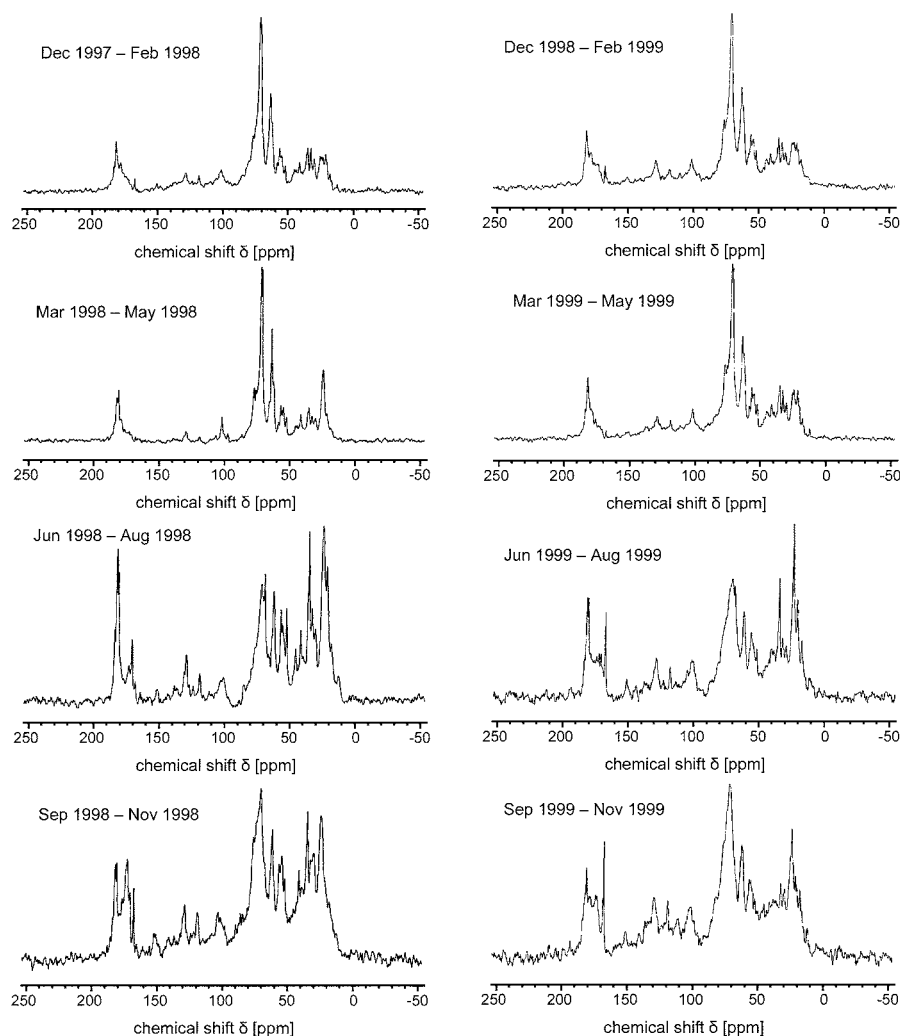 Dec 1997 – Feb 1998
250 200 150 100 50 0 -50
chemical shift δ [ppm]
Dec 1998 – Feb 1999
250 200 150 100 50 0 -50
chemical shift δ [ppm]
Mar 1998 – May 1998
250 200 150 100 50 0 -50
chemical shift δ [ppm]
Mar 1999 – May 1999
250 200 150 100 50 0 -50
chemical shift δ [ppm]
Jun 1998 – Aug 1998
250 200 150 100 50 0 -50
chemical shift δ [ppm]
Jun 1999 – Aug 1999
250 200 150 100 50 0 -50
chemical shift δ [ppm]
Sep 1998 – Nov 1998
250 200 150 100 50 0 -50
chemical shift δ [ppm]
Sep 1999 – Nov 1999
250 200 150 100 50 0 -50
chemical shift δ [ppm]